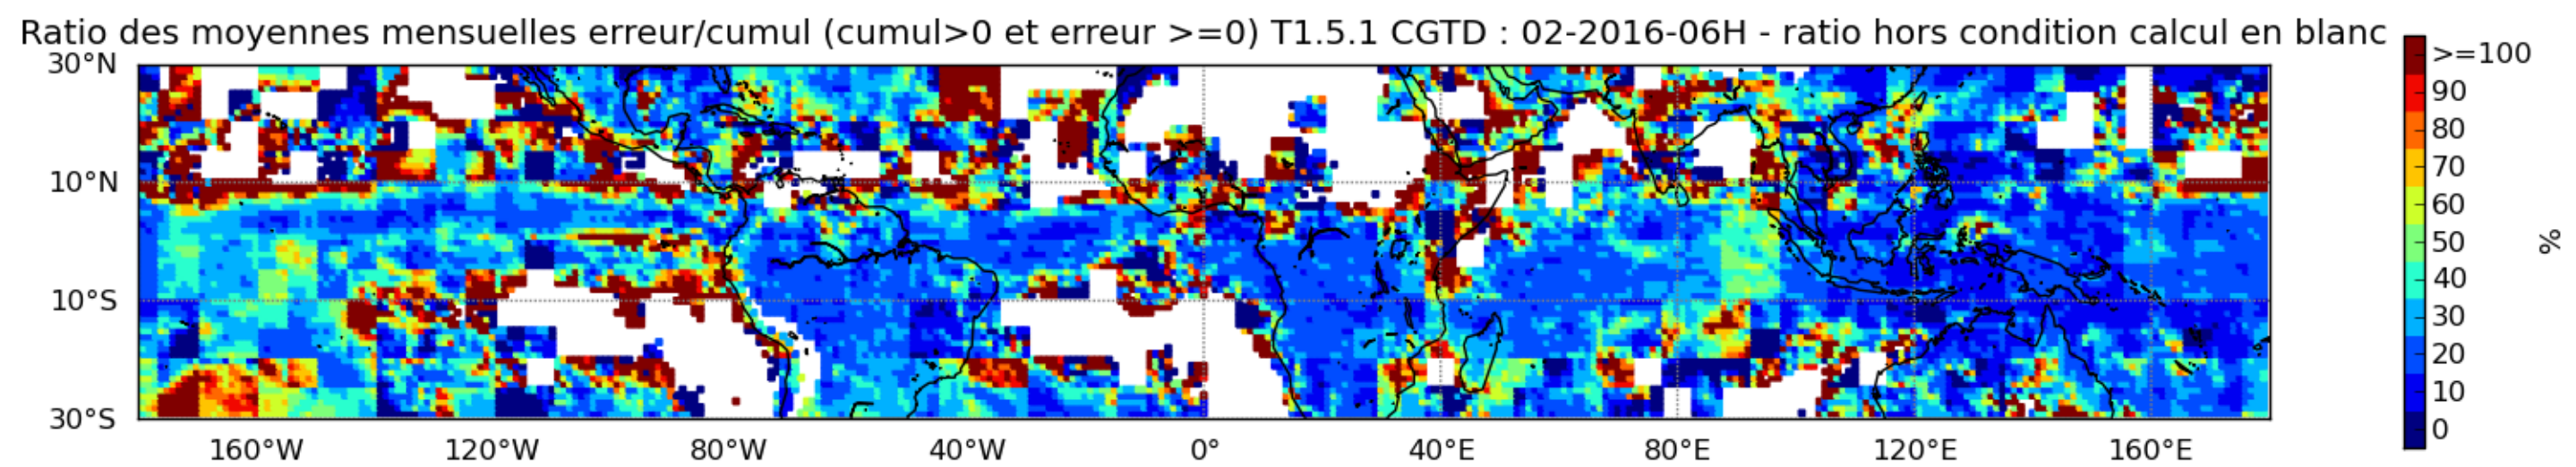 Ratio des moyennes mensuelles erreur/cumul (cumul>0 et erreur >=0) T1.5.1 CGTD : 02-2016-06H - ratio hors condition calcul en blanc
30°N
10°N
10°S
30°S
160°W 120°W 80°W 40°W 0° 40°E 80°E 120°E 160°E
>=100
90
80
70
60
50
40
30
20
10
0
%